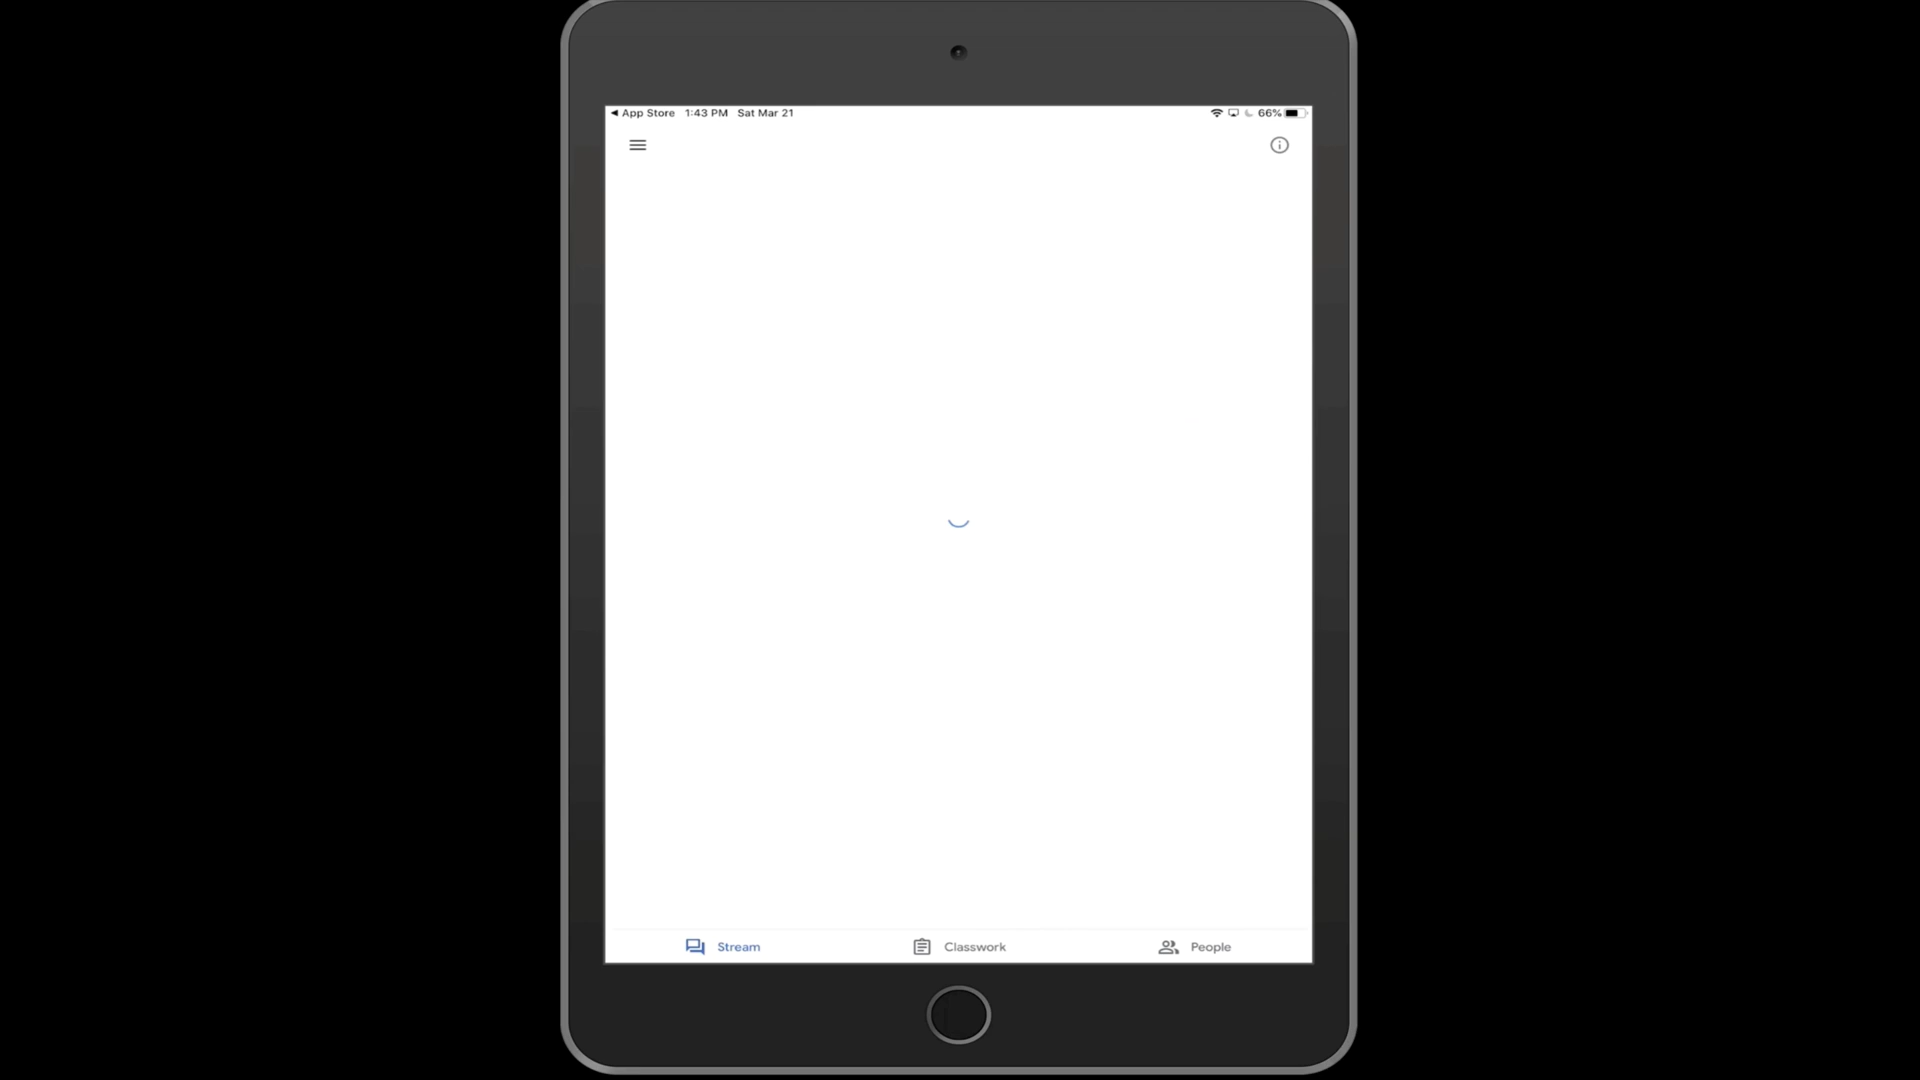 ◀ App Store 1:43 PM Sat Mar 21 66%
Stream Classwork People